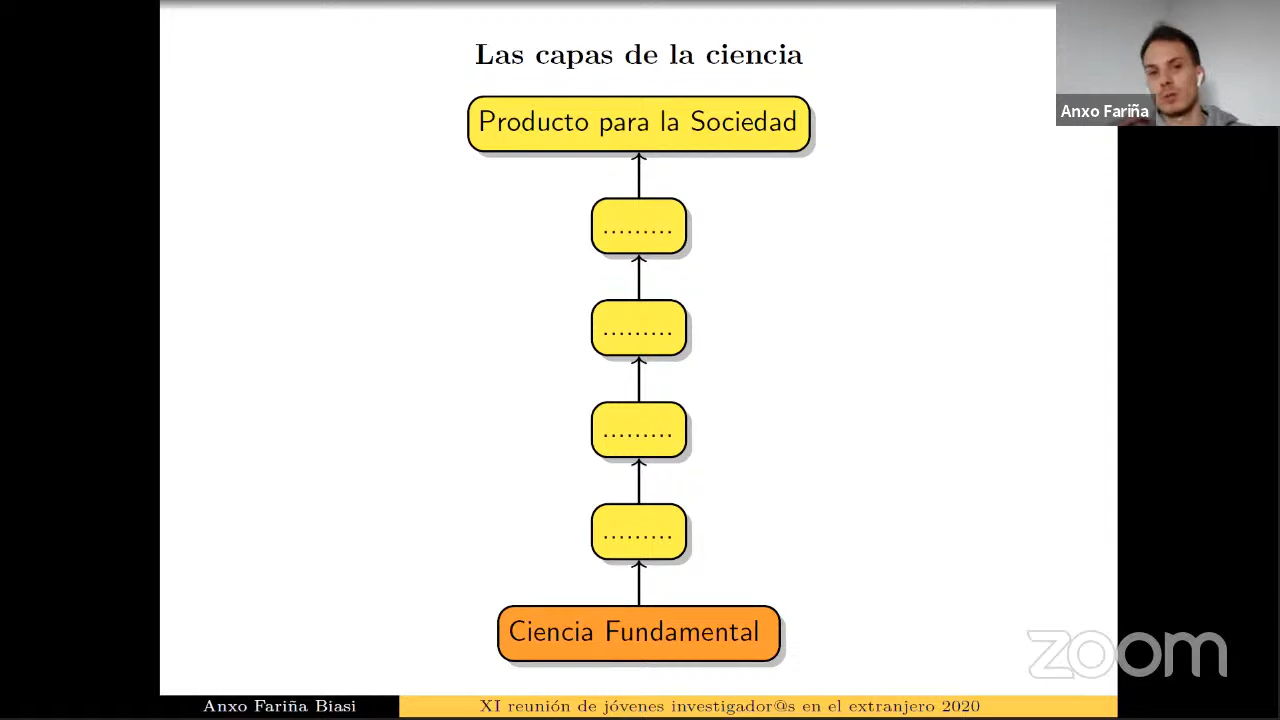 Las capas de la ciencia
Producto para la Sociedad
Anxo Fariña
.........
.........
.........
.........
Ciencia Fundamental
zoom
Anxo Fariña Biasi
XI reunión de jóvenes investigador@s en el extranjero 2020